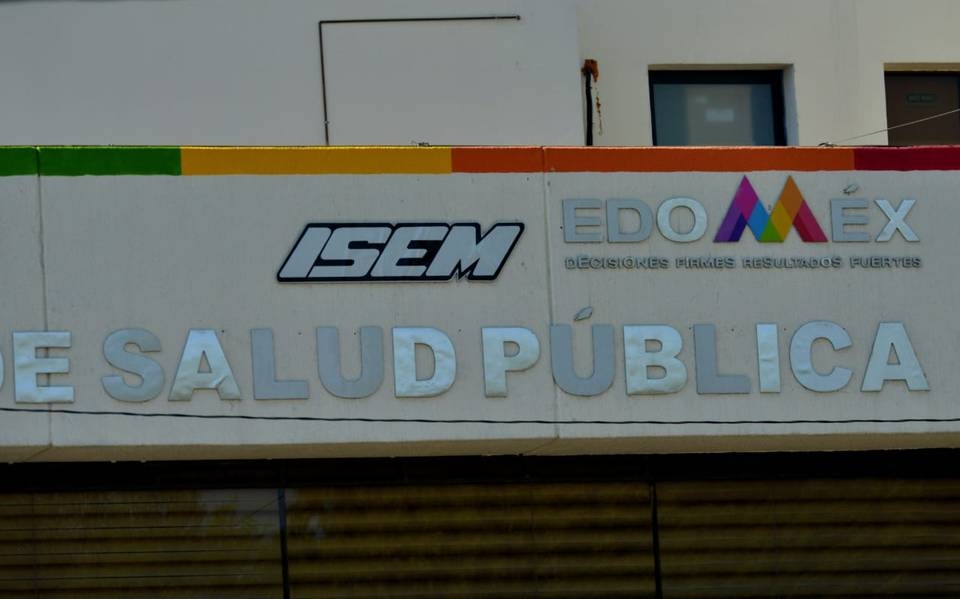 ISEM
EDOMÉX
DECISIONES FIRMES RESULTADOS FUERTES
DE SALUD PÚBLICA